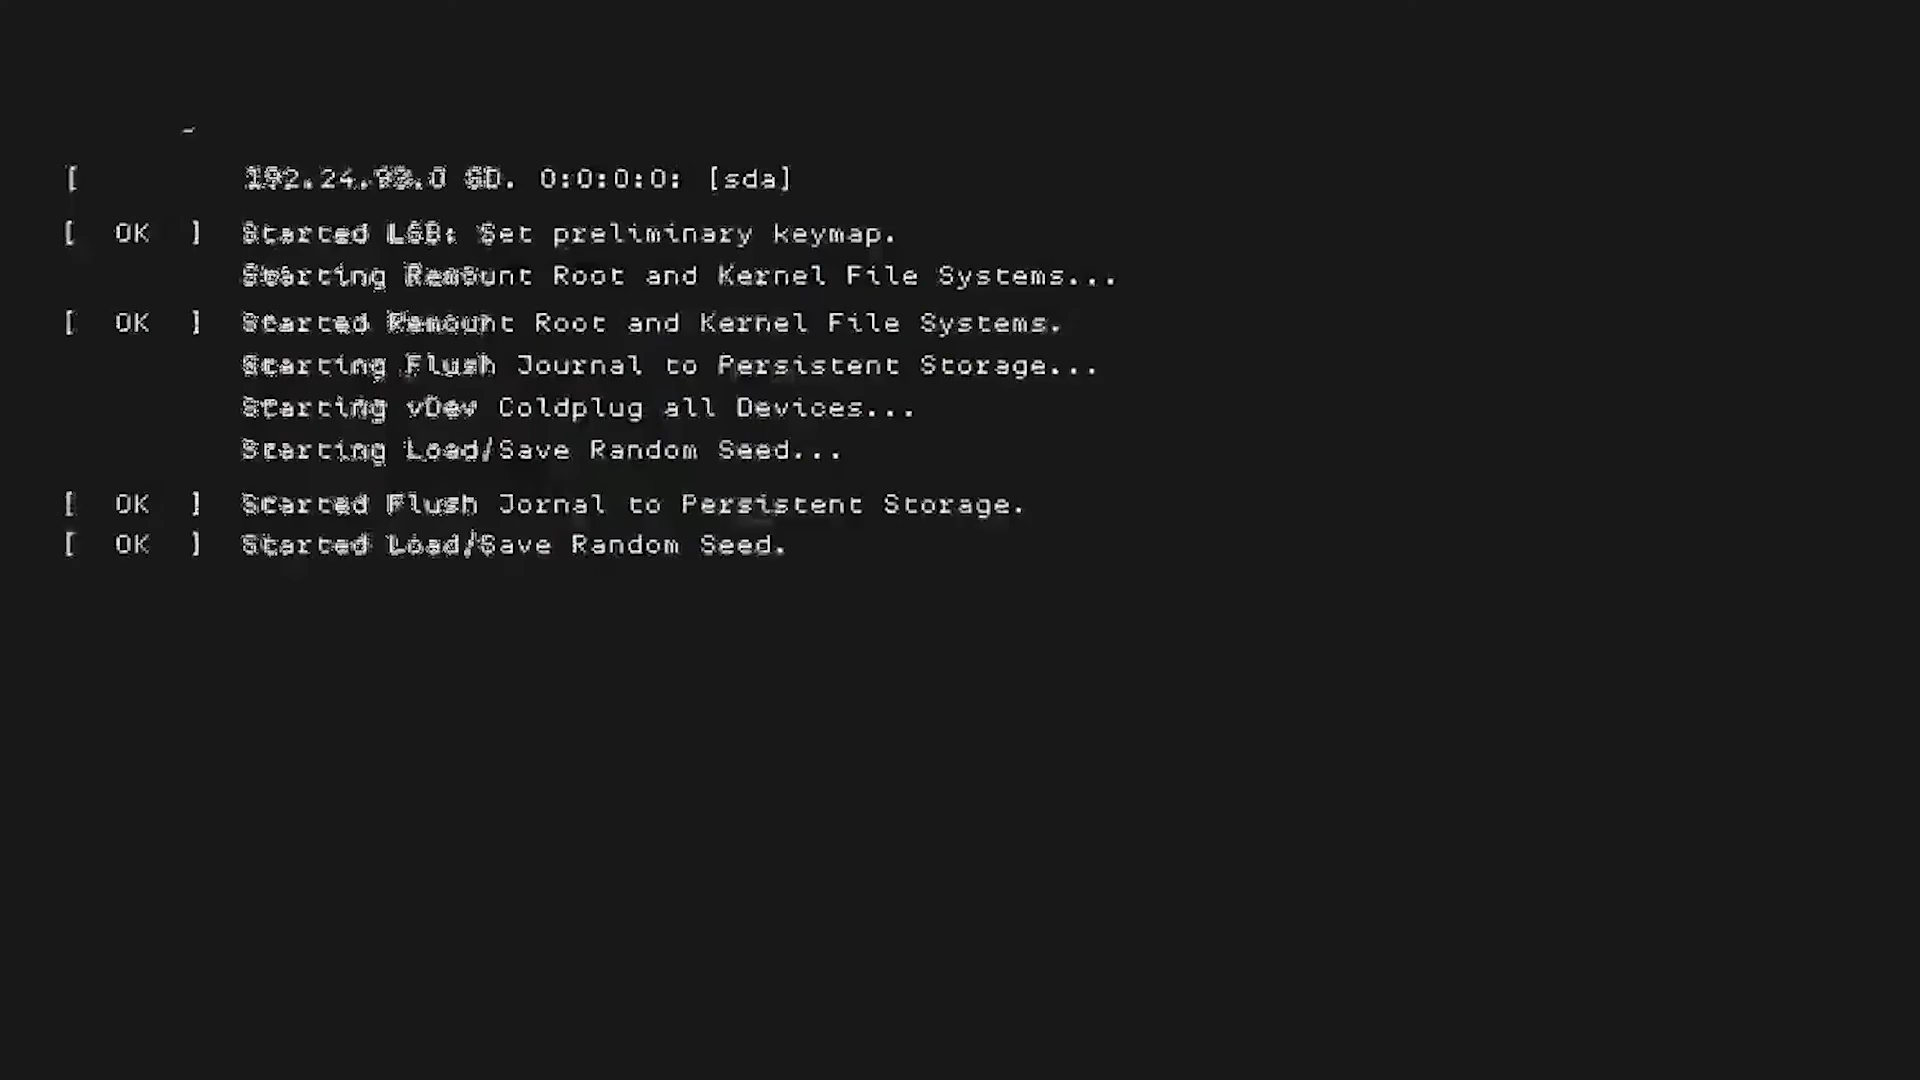 [ 192.24.99.0 GD. 0:0:0:0: [sda]
[ OK ] Started LGB: Set preliminary keymap.
Starting Remount Root and Kernel File Systems...
[ OK ] Started Remount Root and Kernel File Systems.
Starting Flush Journal to Persistent Storage...
Starting vDev Coldplug all Devices...
Starting Load/Save Random Seed...
[ OK ] Started Flush Jornal to Persistent Storage.
[ OK ] Started Load/Save Random Seed.